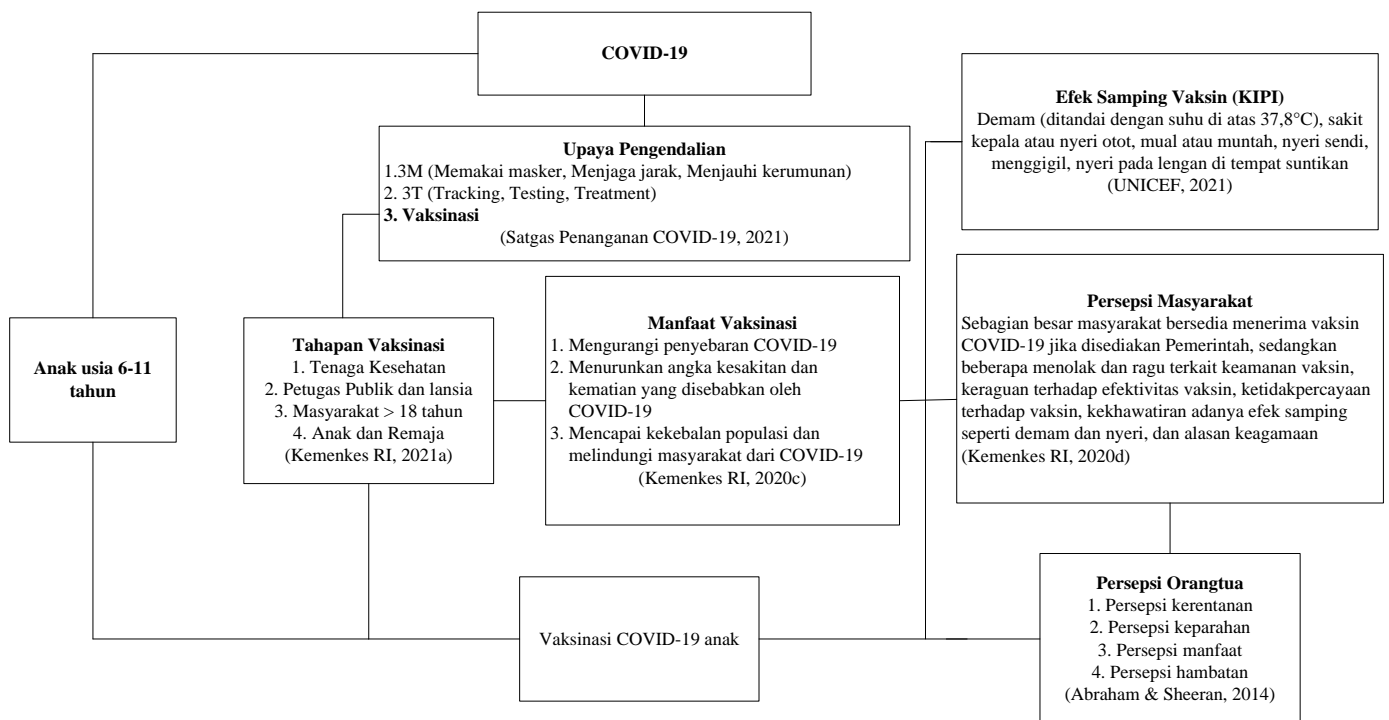 COVID-19
Efek Samping Vaksin (KIPI)
Demam (ditandai dengan suhu di atas 37,8°C), sakit
kepala atau nyeri otot, mual atau muntah, nyeri sendi,
menggigil, nyeri pada lengan di tempat suntikan
(UNICEF, 2021)
Upaya Pengendalian
1.3M (Memakai masker, Menjaga jarak, Menjauhi kerumunan)
2. 3T (Tracking, Testing, Treatment)
3. Vaksinasi
(Satgas Penanganan COVID-19, 2021)
Anak usia 6-11
tahun
Tahapan Vaksinasi
1. Tenaga Kesehatan
2. Petugas Publik dan lansia
3. Masyarakat > 18 tahun
4. Anak dan Remaja
(Kemenkes RI, 2021a)
Manfaat Vaksinasi
1. Mengurangi penyebaran COVID-19
2. Menurunkan angka kesakitan dan
kematian yang disebabkan oleh
COVID-19
3. Mencapai kekebalan populasi dan
melindungi masyarakat dari COVID-19
(Kemenkes RI, 2020c)
Persepsi Masyarakat
Sebagian besar masyarakat bersedia menerima vaksin
COVID-19 jika disediakan Pemerintah, sedangkan
beberapa menolak dan ragu terkait keamanan vaksin,
keraguan terhadap efektivitas vaksin, ketidakpercayaan
terhadap vaksin, kekhawatiran adanya efek samping
seperti demam dan nyeri, dan alasan keagamaan
(Kemenkes RI, 2020d)
Vaksinasi COVID-19 anak
Persepsi Orangtua
1. Persepsi kerentanan
2. Persepsi keparahan
3. Persepsi manfaat
4. Persepsi hambatan
(Abraham & Sheeran, 2014)